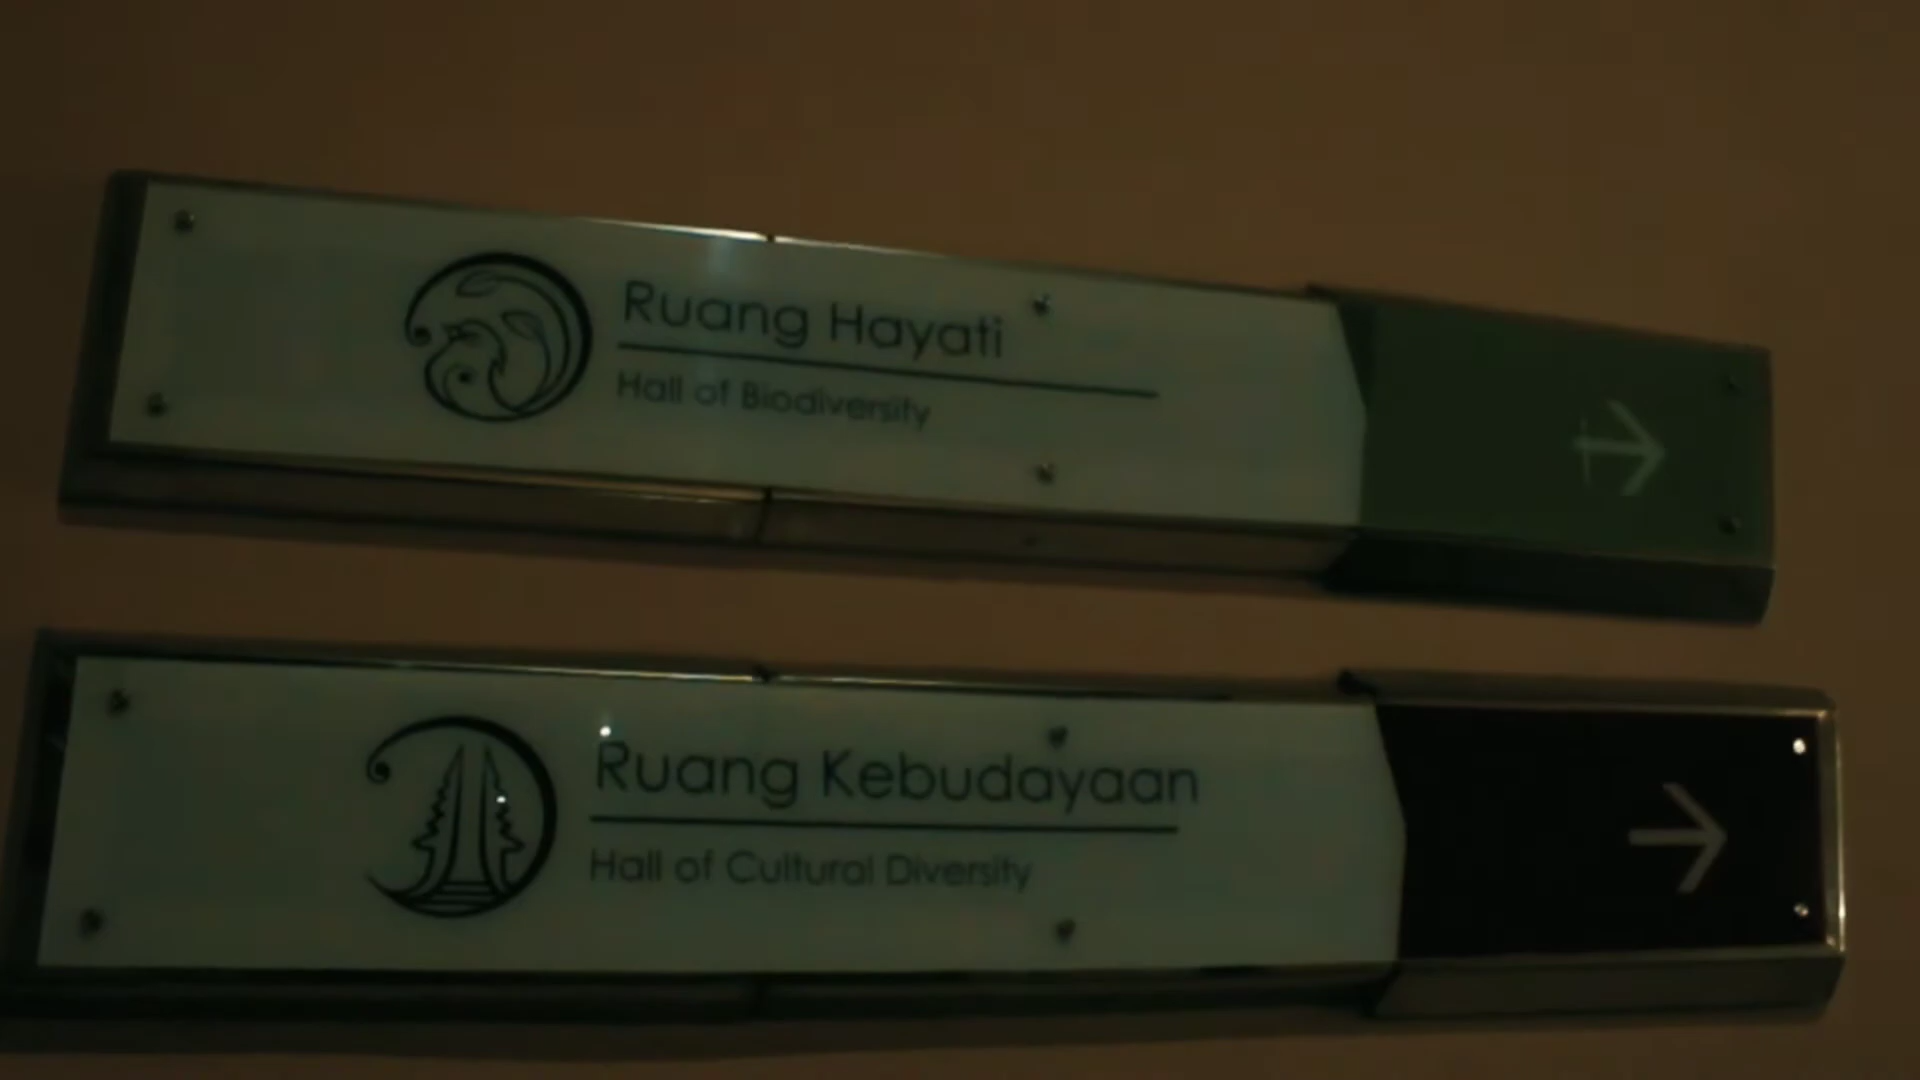 Ruang Hayati
Hall of Biodiversity
Ruang Kebudayaan
Hall of Cultural Diversity